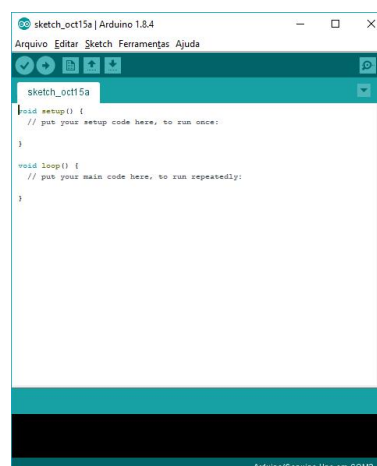 sketch_oct15a | Arduino 1.8.4
Arquivo Editar Sketch Ferramentas Ajuda
sketch_oct15a
void setup() {
// put your setup code here, to run once:
}
void loop() {
// put your main code here, to run repeatedly:
}